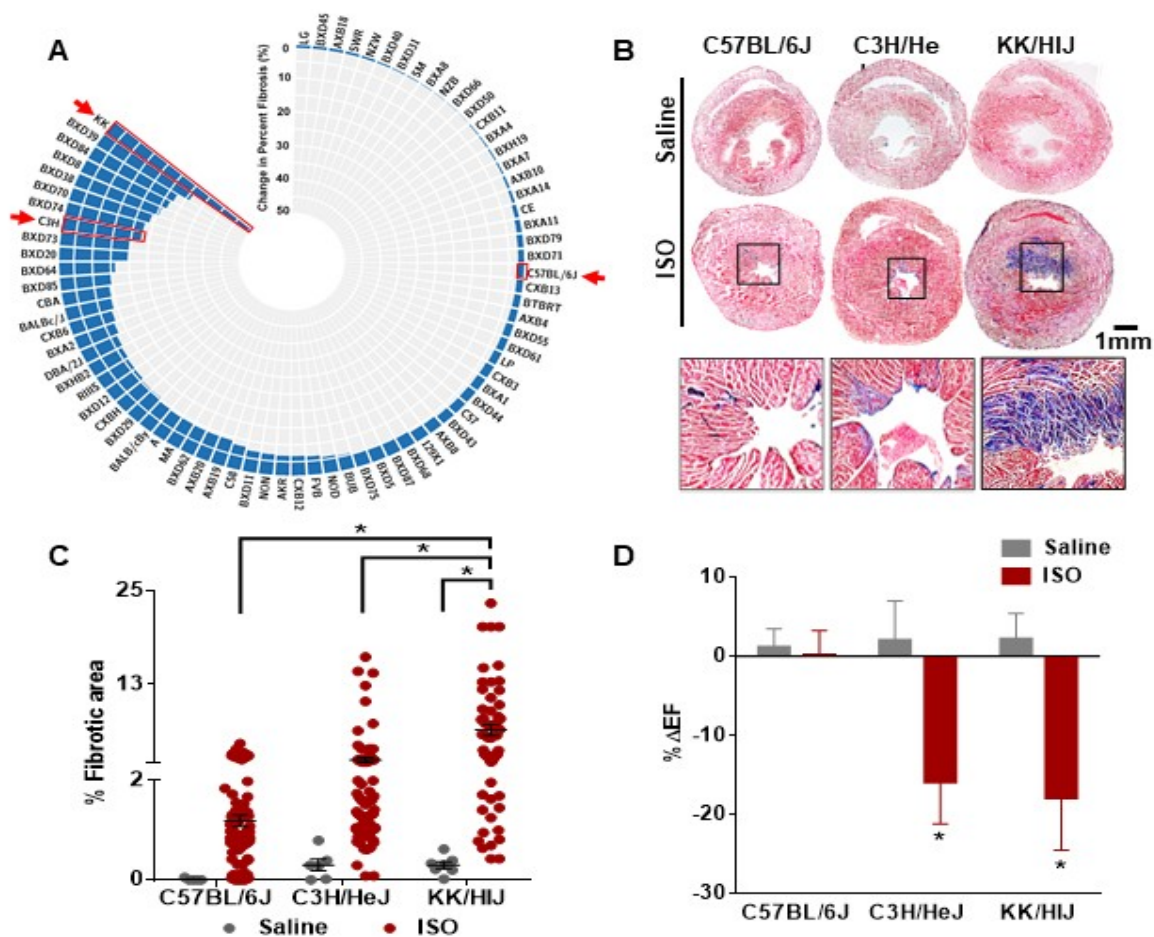 A
LG
BXD45
AXB18
SWR
NZW
BXD40
BXD31
SM
BXA8
NZB
BXD66
BXD50
CXB11
BXA4
BXH19
BXA7
AXB10
BXA14
CE
BXA11
BXD79
BXD71
C57BL/6J
CXB13
BTBRT
AXB4
BXD55
BXD61
LP
CXB3
BXA1
BXD44
C57
BXD43
AXB8
129X1
BXD68
BXD87
BXD5
BXD75
BUB
NOD
FVB
CXB12
AKR
NON
BXD11
C58
AXB19
AXB20
BXD62
MA
A
BALB/cBy
BXD29
CXBH
BXD12
RIIIS
BXHB2
DBA/2J
BXA2
CXB6
BALBc/J
CBA
BXD85
BXD64
BXD20
BXD73
C3H
BXD74
BXD70
BXD38
BXD8
BXD84
BXD39
KK
0
10
20
30
40
50
Change in Percent Fibrosis (%)
B
C57BL/6J C3H/He KK/HIJ
Saline
ISO
1mm
C
% Fibrotic area
25
13
2
0
* * *
C57BL/6J C3H/HeJ KK/HIJ
Saline ISO
D
Saline
ISO
% ΔEF
10
0
-10
-20
-30
* *
C57BL/6J C3H/HeJ KK/HIJ